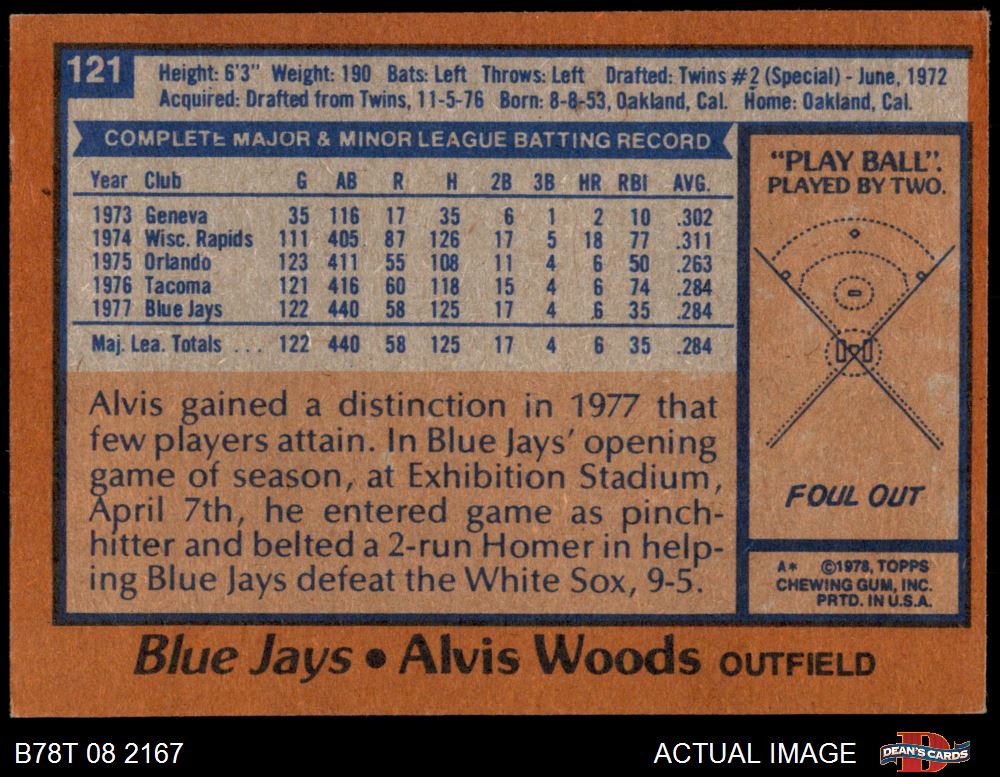 121
Height: 6'3" Weight: 190 Bats: Left Throws: Left Drafted: Twins #2 (Special) - June, 1972
Acquired: Drafted from Twins, 11-5-76 Born: 8-8-53, Oakland, Cal. Home: Oakland, Cal.
COMPLETE MAJOR & MINOR LEAGUE BATTING RECORD
Year Club G AB R H 2B 3B HR RBI AVG.
1973 Geneva 35 116 17 35 6 1 2 10 .302
1974 Wisc. Rapids 111 405 87 126 17 5 18 77 .311
1975 Orlando 123 411 55 108 11 4 6 50 .263
1976 Tacoma 121 416 60 118 15 4 6 74 .284
1977 Blue Jays 122 440 58 125 17 4 6 35 .284
Maj. Lea. Totals ... 122 440 58 125 17 4 6 35 .284
Alvis gained a distinction in 1977 that
few players attain. In Blue Jays' opening
game of season, at Exhibition Stadium,
April 7th, he entered game as pinch-
hitter and belted a 2-run Homer in help-
ing Blue Jays defeat the White Sox, 9-5.
"PLAY BALL".
PLAYED BY TWO.
FOUL OUT
A* ©1978, TOPPS
CHEWING GUM, INC.
PRTD. IN U.S.A.
Blue Jays • Alvis Woods OUTFIELD
B78T 08 2167
ACTUAL IMAGE
DEAN'S CARDS